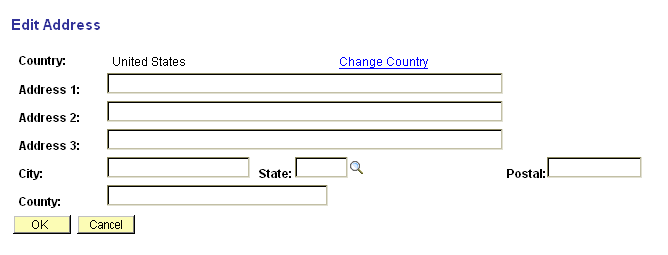 Edit Address
Country: United States Change Country
Address 1:
Address 2:
Address 3:
City: State: Postal:
County:
OK Cancel